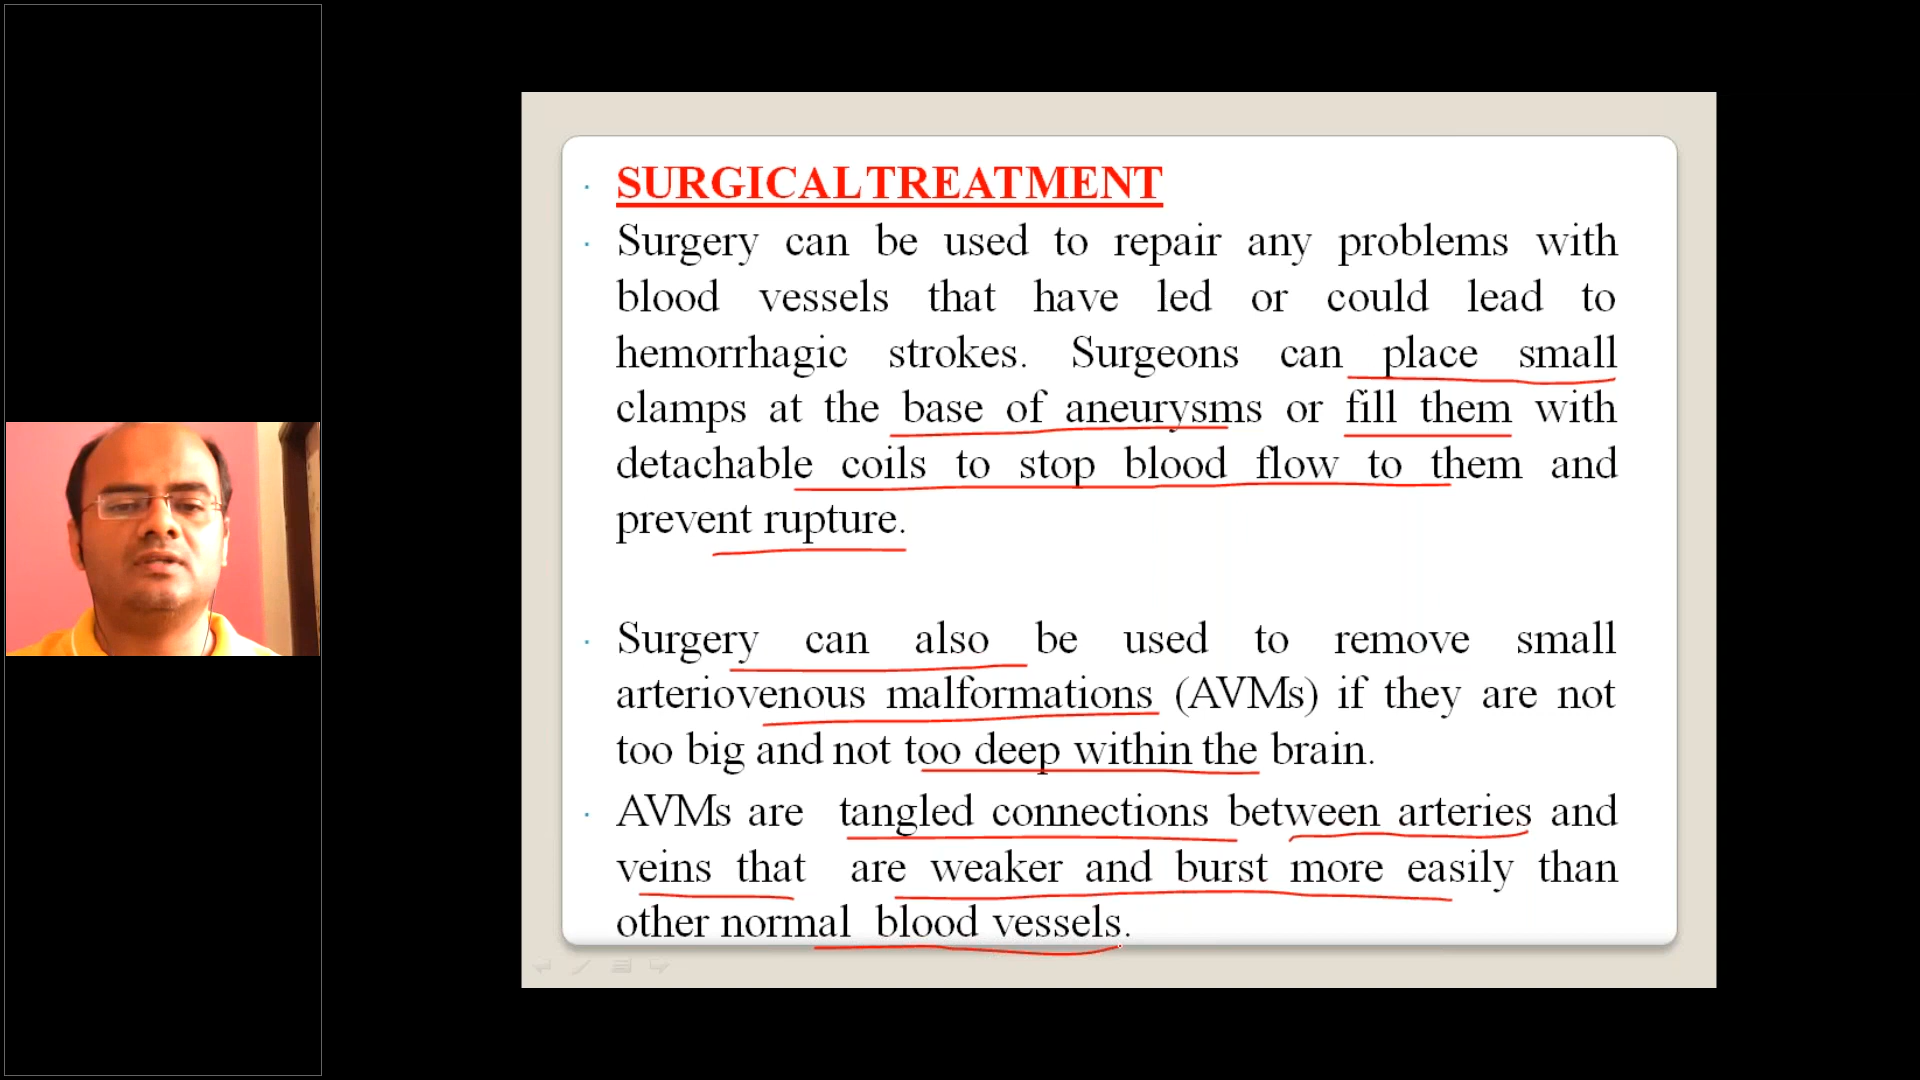 SURGICAL TREATMENT
Surgery can be used to repair any problems with
blood vessels that have led or could lead to
hemorrhagic strokes. Surgeons can place small
clamps at the base of aneurysms or fill them with
detachable coils to stop blood flow to them and
prevent rupture.
Surgery can also be used to remove small
arteriovenous malformations (AVMs) if they are not
too big and not too deep within the brain.
AVMs are tangled connections between arteries and
veins that are weaker and burst more easily than
other normal blood vessels.